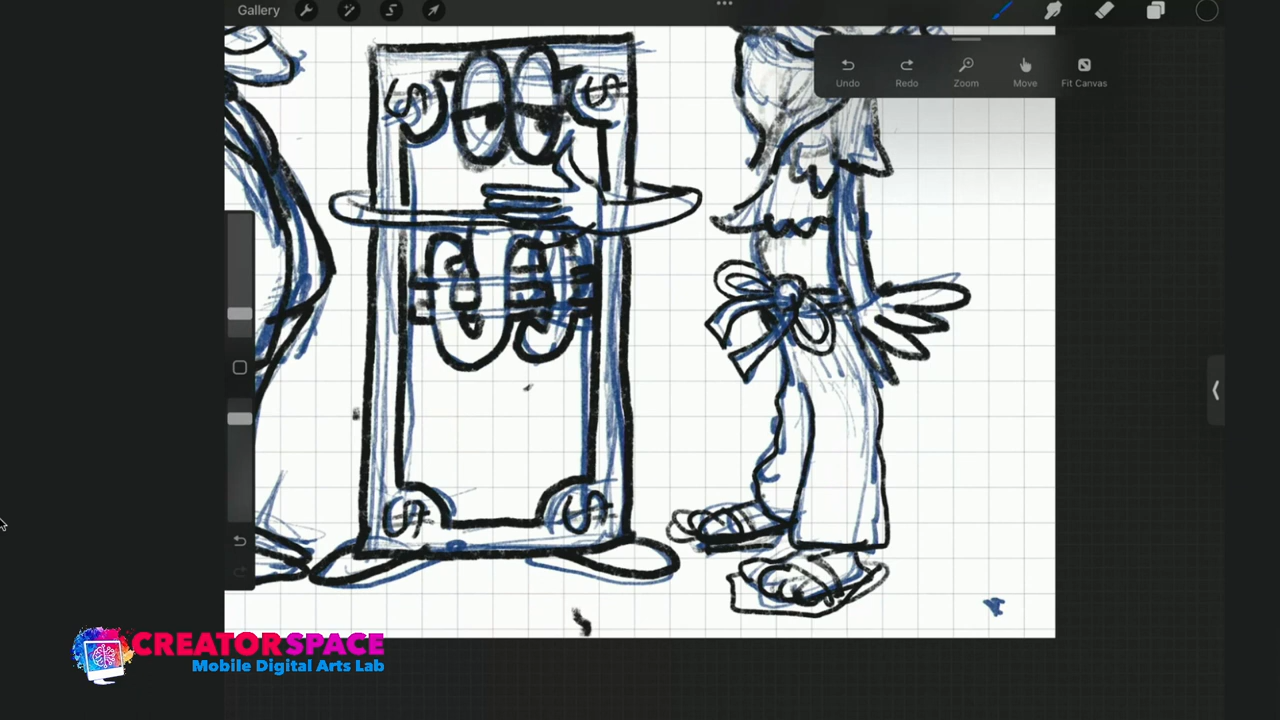 Gallery
Undo Redo Zoom Move Fit Canvas
$ $
$ $
CREATORSPACE
Mobile Digital Arts Lab